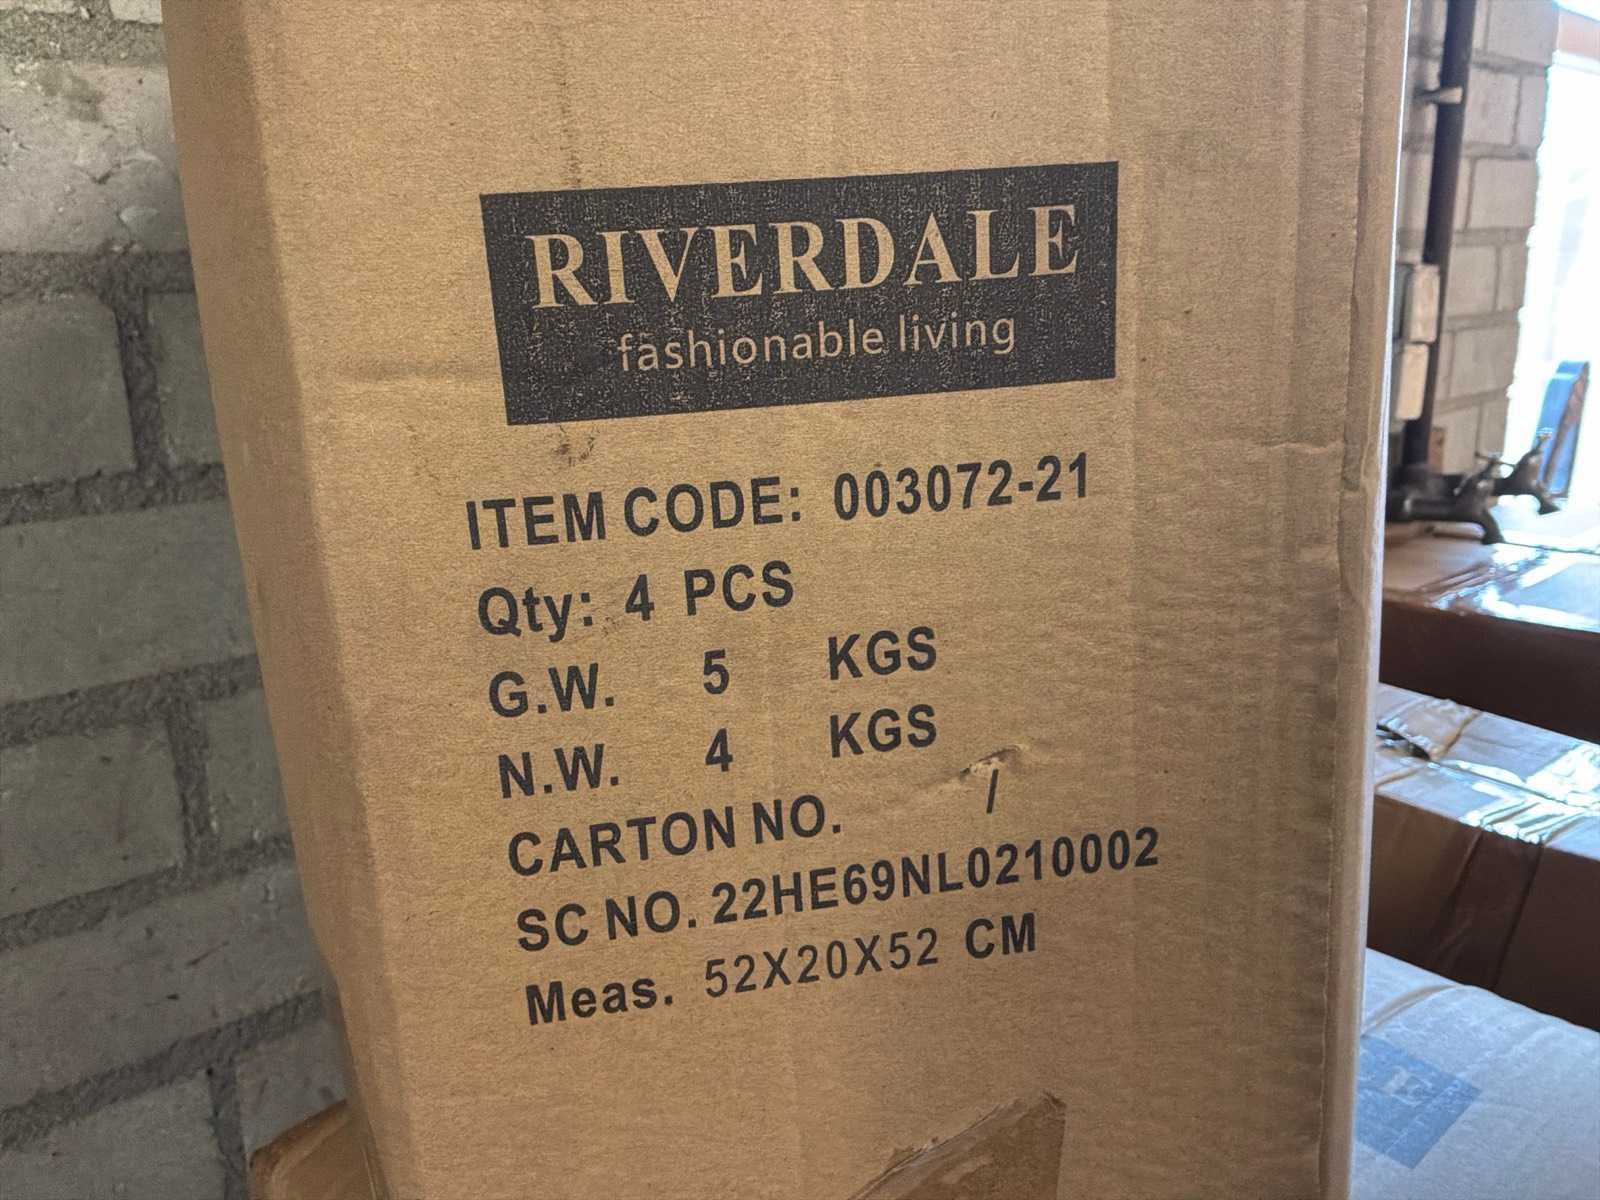 RIVERDALE
fashionable living
ITEM CODE: 003072-21
Qty: 4 PCS
G.W. 5 KGS
N.W. 4 KGS
CARTON NO. /
SC NO. 22HE69NL0210002
Meas. 52X20X52 CM